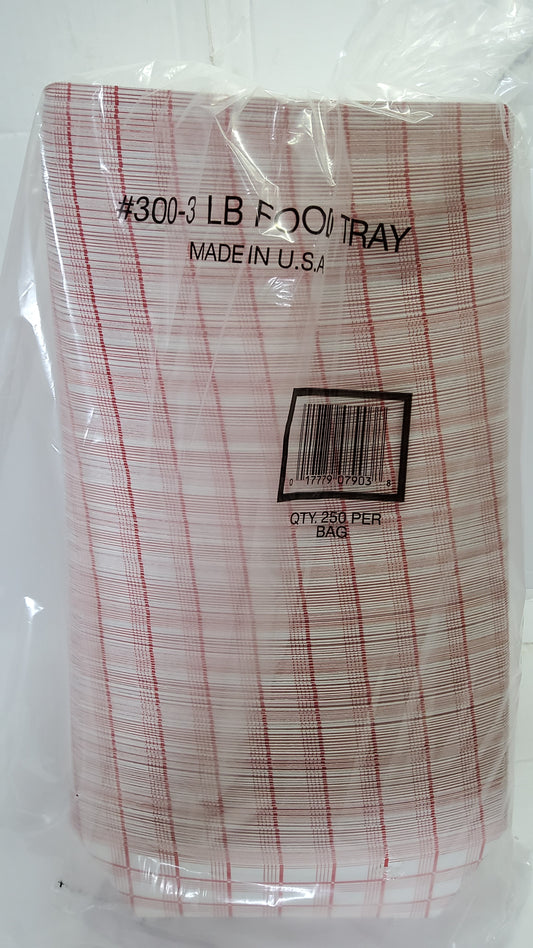 #300-3 LB FOOD TRAY
MADE IN U.S.A
0 17779 07903 8
QTY. 250 PER
BAG